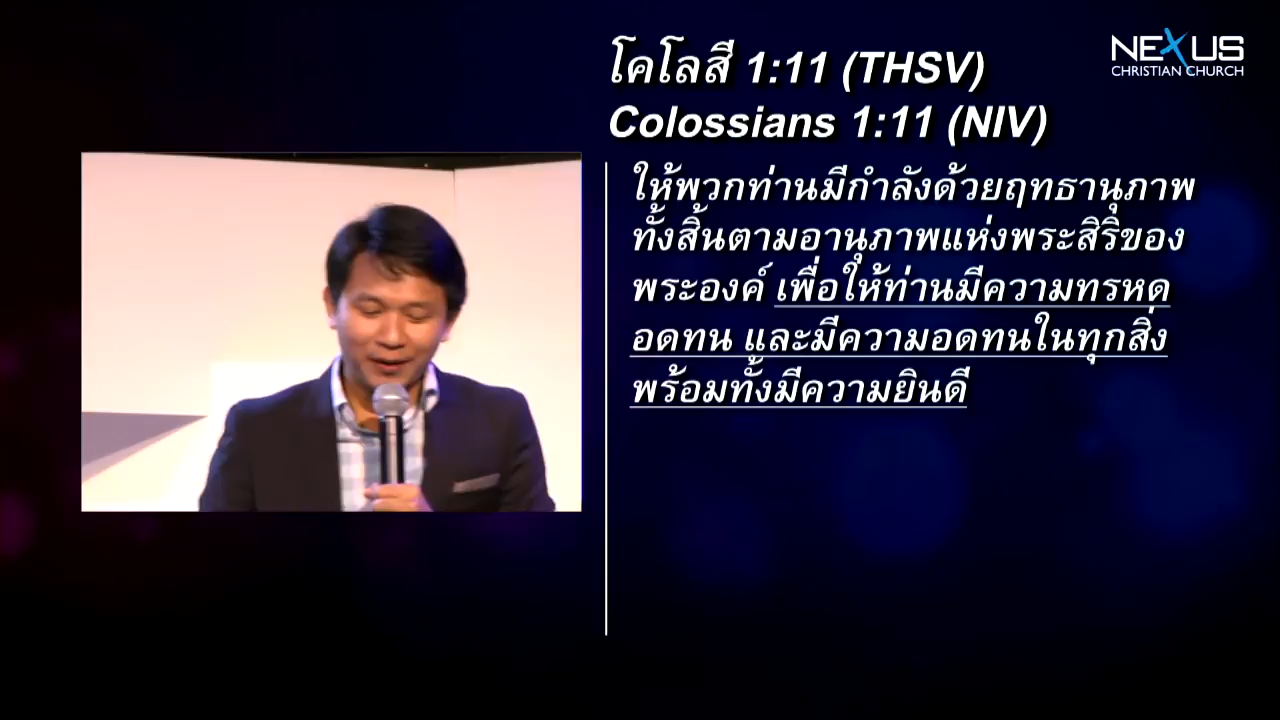 โคโลสี 1:11 (THSV)
Colossians 1:11 (NIV)
NEXUS
CHRISTIAN CHURCH
ให้พวกท่านมีกำลังด้วยฤทธานุภาพ
ทั้งสิ้นตามอานุภาพแห่งพระสิริของ
พระองค์ เพื่อให้ท่านมีความทรหด
อดทน และมีความอดทนในทุกสิ่ง
พร้อมทั้งมีความยินดี